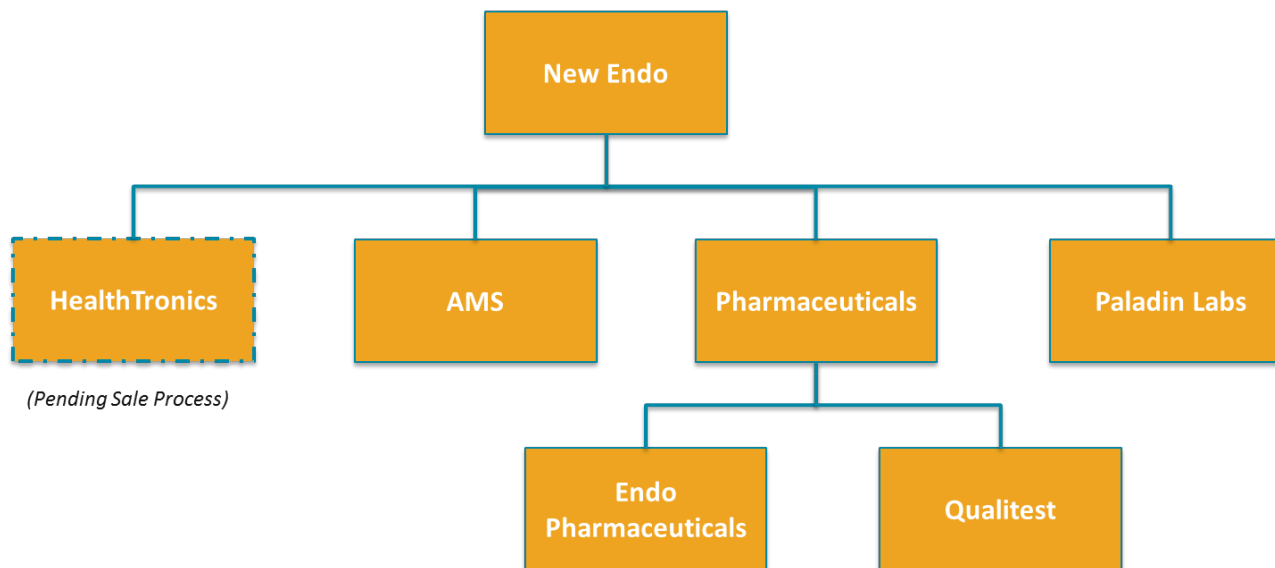 New Endo
HealthTronics
AMS
Pharmaceuticals
Paladin Labs
(Pending Sale Process)
Endo
Pharmaceuticals
Qualitest